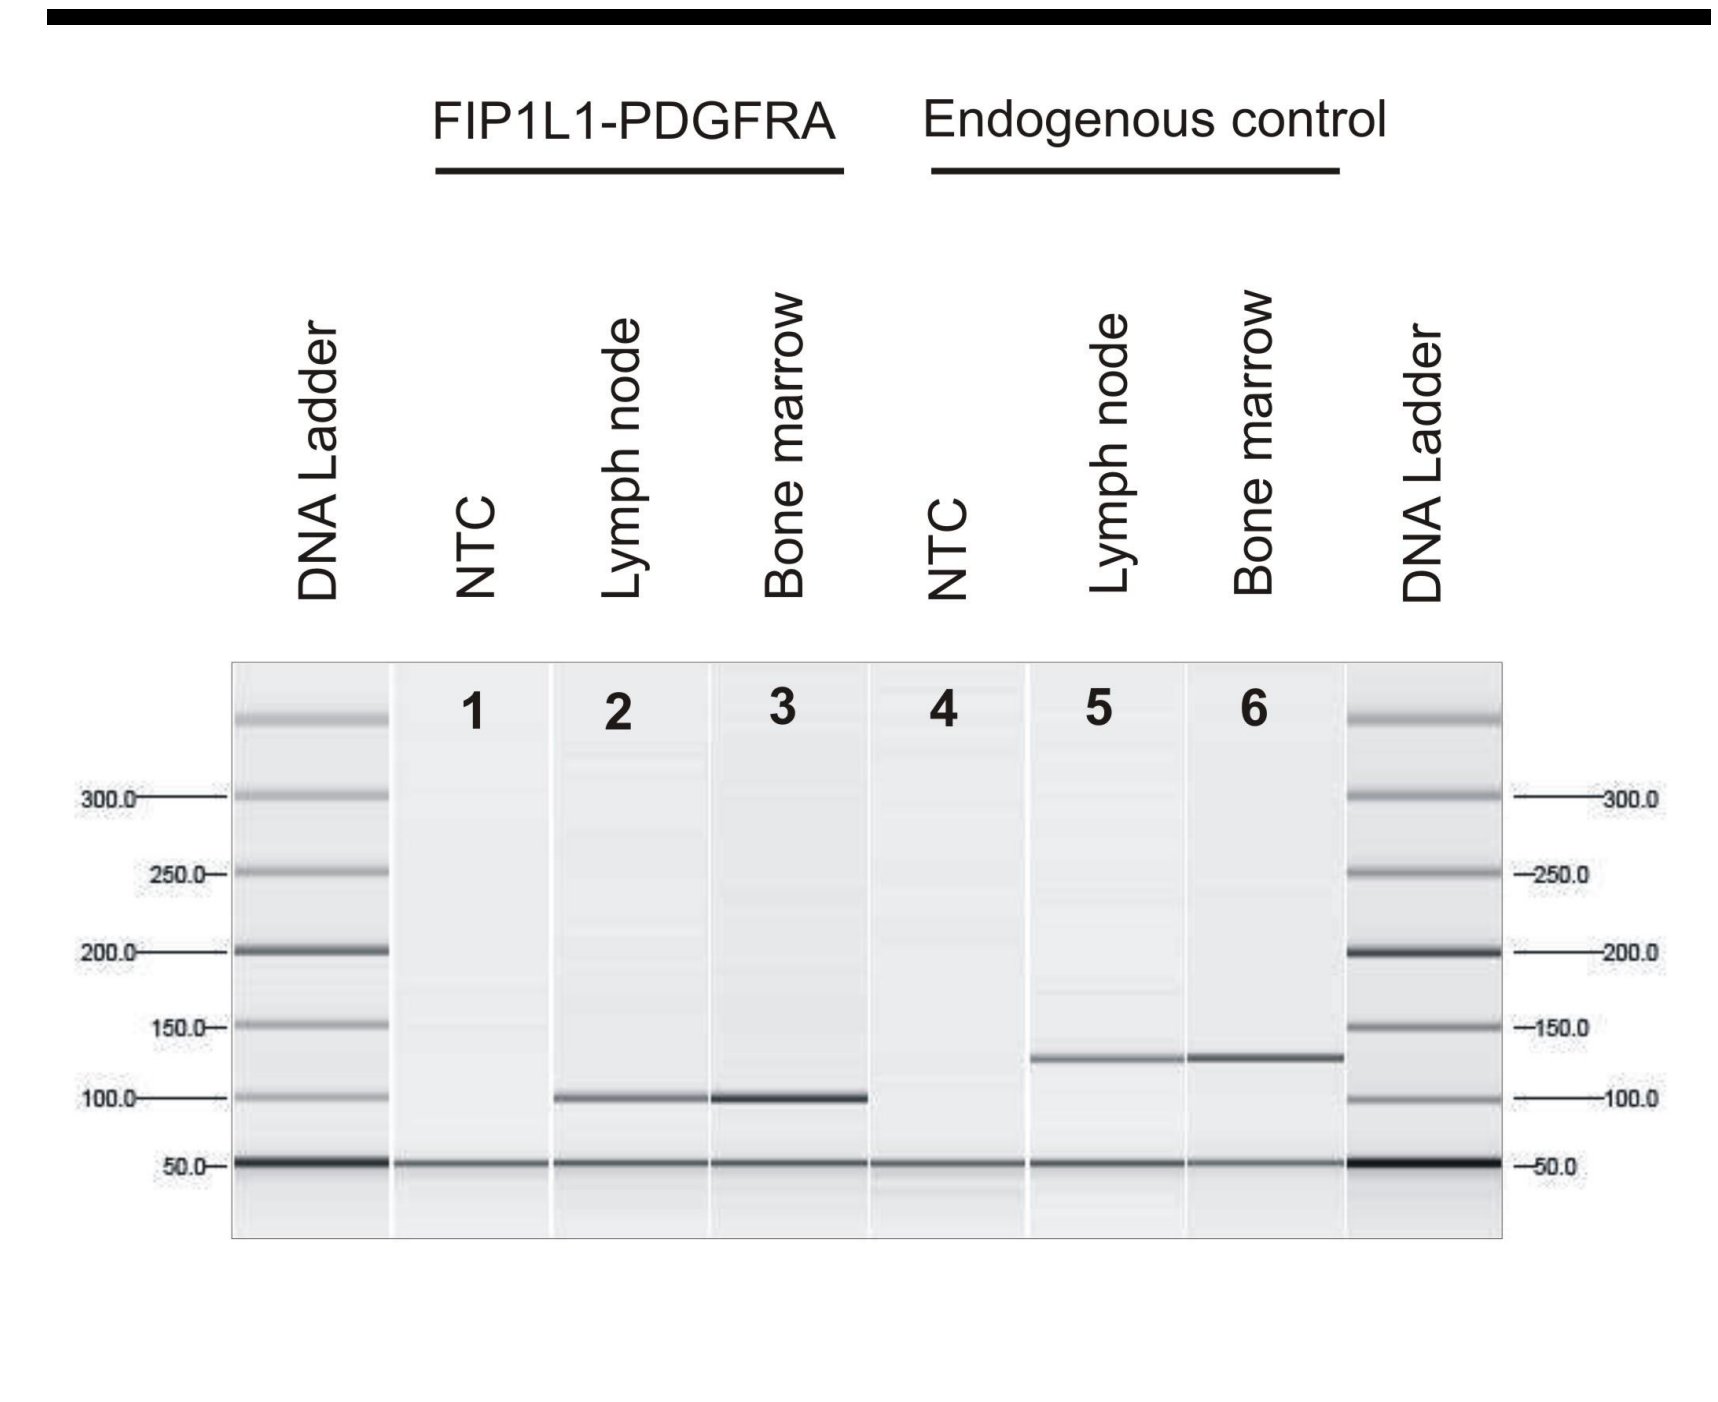 FIP1L1-PDGFRA
Endogenous control
DNA Ladder
NTC
Lymph node
Bone marrow
NTC
Lymph node
Bone marrow
DNA Ladder
1 2 3 4 5 6
300.0 300.0
250.0 250.0
200.0 200.0
150.0 150.0
100.0 100.0
50.0 50.0